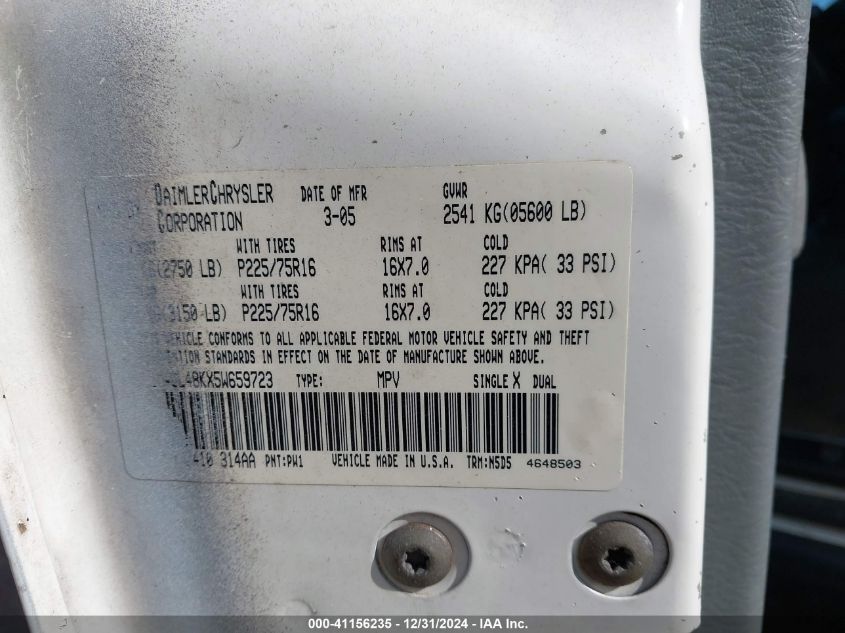 DAIMLERCHRYSLER DATE OF MFR GVWR
CORPORATION 3-05 2541 KG(05600 LB)
WITH TIRES RIMS AT COLD
(2750 LB) P225/75R16 16X7.0 227 KPA( 33 PSI)
WITH TIRES RIMS AT COLD
(3150 LB) P225/75R16 16X7.0 227 KPA( 33 PSI)
VEHICLE CONFORMS TO ALL APPLICABLE FEDERAL MOTOR VEHICLE SAFETY AND THEFT
STANDARDS IN EFFECT ON THE DATE OF MANUFACTURE SHOWN ABOVE.
48KX5W659723 TYPE: MPV SINGLE X DUAL
410 314AA PNT:PW1 VEHICLE MADE IN U.S.A. TRM:N5D5 4648503
000-41156235 - 12/31/2024 - IAA Inc.